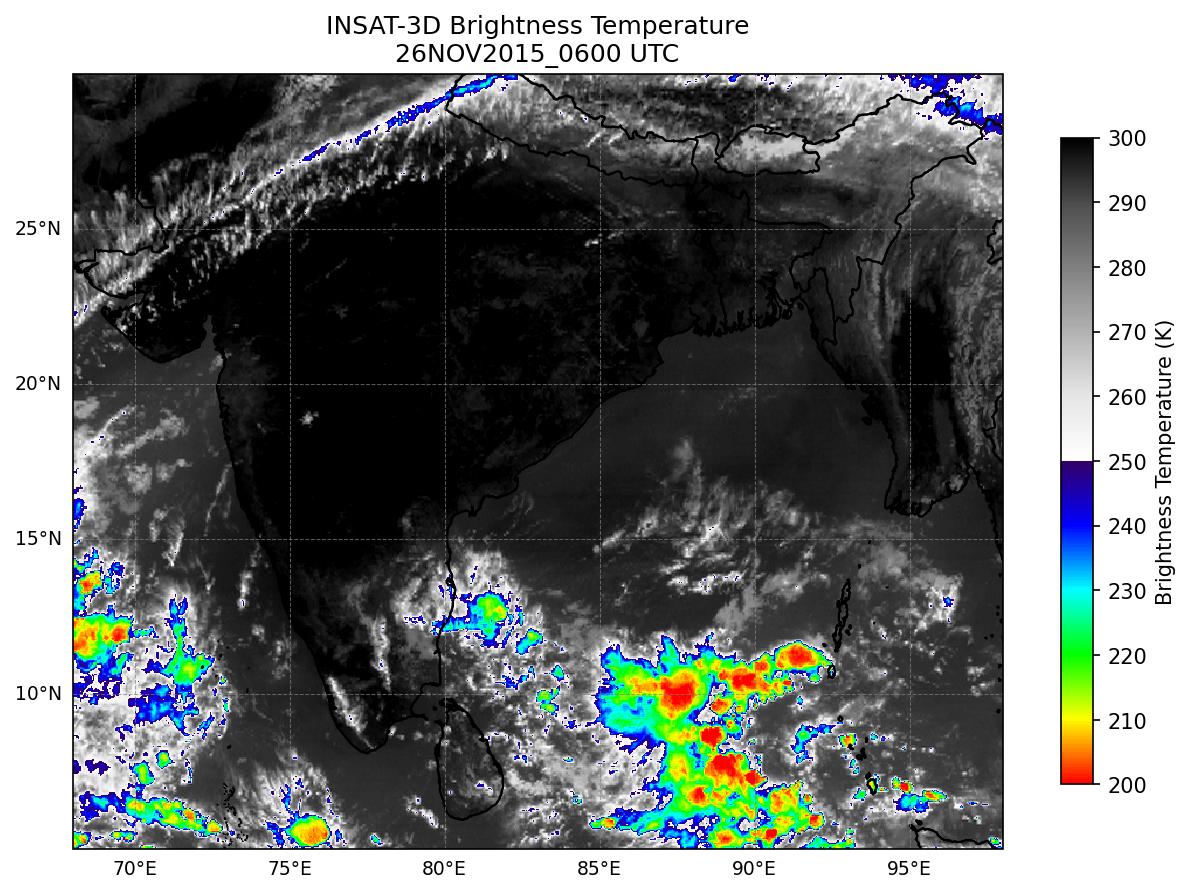 INSAT-3D Brightness Temperature
26NOV2015_0600 UTC
25°N
20°N
15°N
10°N
70°E
75°E
80°E
85°E
90°E
95°E
300
290
280
270
260
250
240
230
220
210
200
Brightness Temperature (K)